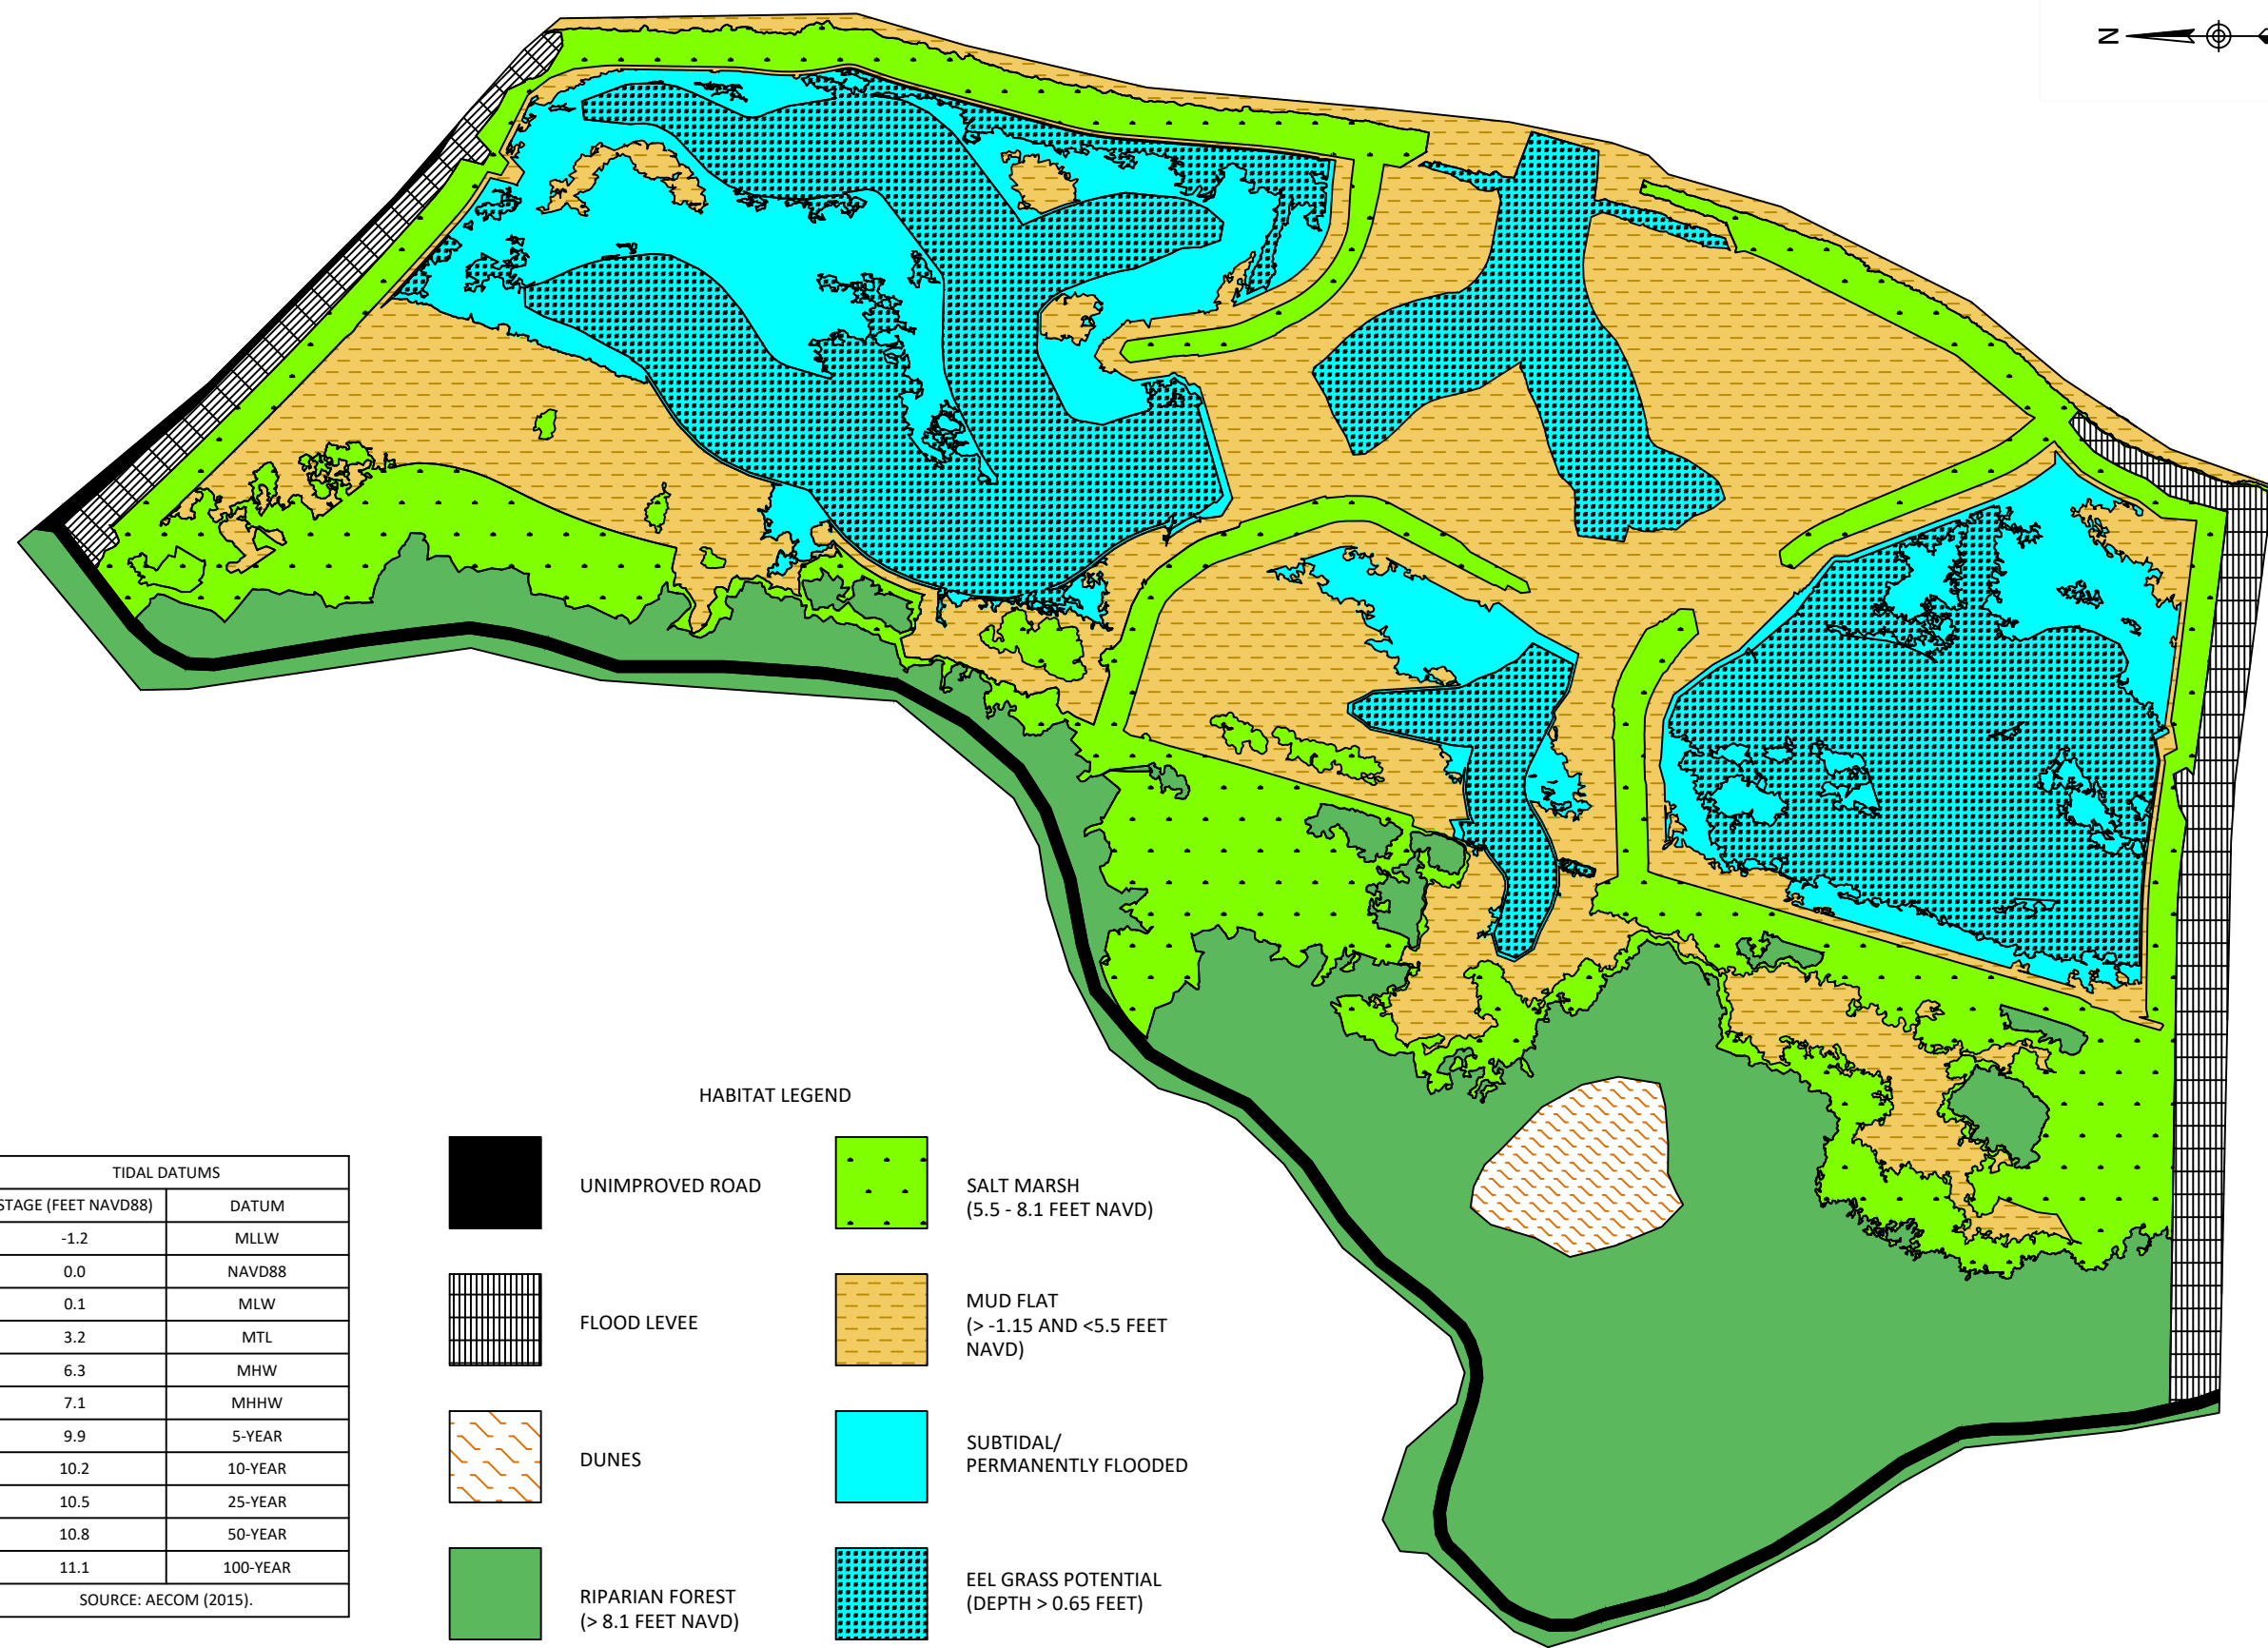 N
HABITAT LEGEND
UNIMPROVED ROAD
FLOOD LEVEE
DUNES
RIPARIAN FOREST
(> 8.1 FEET NAVD)
SALT MARSH
(5.5 - 8.1 FEET NAVD)
MUD FLAT
(> -1.15 AND <5.5 FEET
NAVD)
SUBTIDAL/
PERMANENTLY FLOODED
EEL GRASS POTENTIAL
(DEPTH > 0.65 FEET)
TIDAL DATUMS
STAGE (FEET NAVD88) DATUM
-1.2 MLLW
0.0 NAVD88
0.1 MLW
3.2 MTL
6.3 MHW
7.1 MHHW
9.9 5-YEAR
10.2 10-YEAR
10.5 25-YEAR
10.8 50-YEAR
11.1 100-YEAR
SOURCE: AECOM (2015).